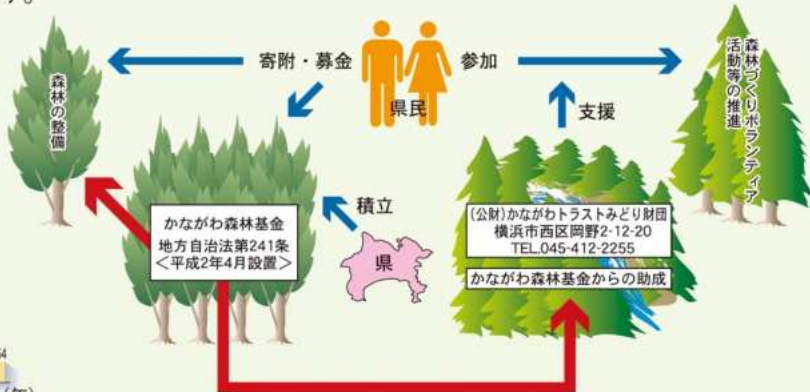 す。
寄附・募金
参加
県民
森林の整備
森林づくりボランティア
活動等の推進
支援
かながわ森林基金
地方自治法第241条
＜平成2年4月設置＞
積立
県
(公財)かながわトラストみどり財団
横浜市西区岡野2-12-20
TEL.045-412-2255
かながわ森林基金からの助成
(年)